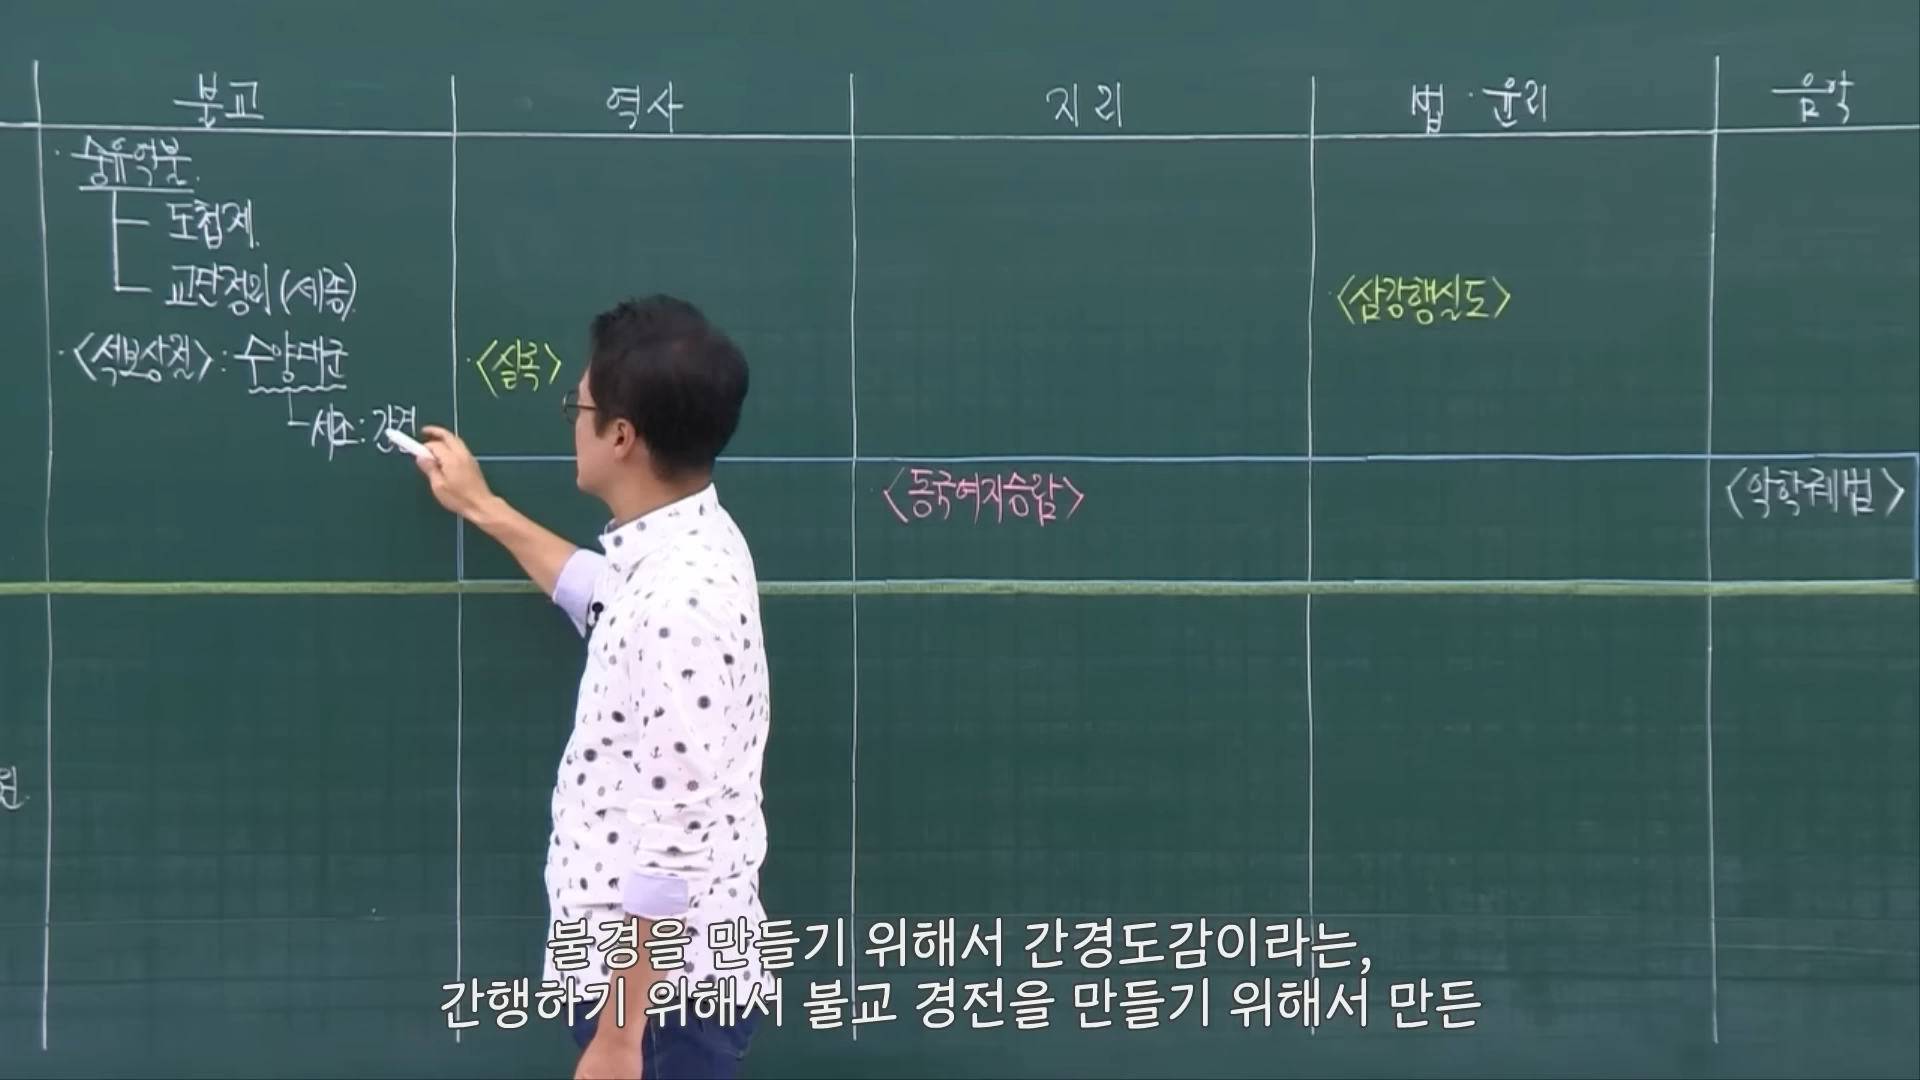 불교
역사
지리
법·윤리
음악
숭유억불.
도첩제.
교단정리(세종)
<석보상절>: 수양대군
세조: 간경
<실록>
<동국여지승람>
<삼강행실도>
<악학궤범>
원
불경을 만들기 위해서 간경도감이라는,
간행하기 위해서 불교 경전을 만들기 위해서 만든